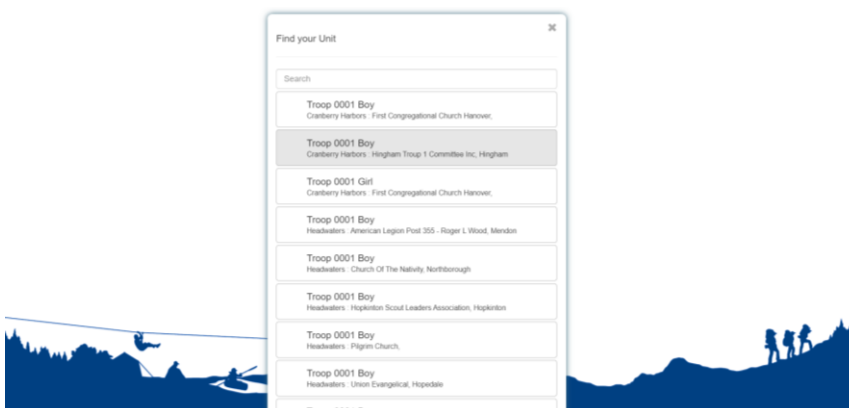 Find your Unit
Search
Troop 0001 Boy
Cranberry Harbors : First Congregational Church Hanover,
Troop 0001 Boy
Cranberry Harbors : Hingham Troup 1 Committee Inc, Hingham
Troop 0001 Girl
Cranberry Harbors : First Congregational Church Hanover,
Troop 0001 Boy
Headwaters : American Legion Post 355 - Roger L Wood, Mendon
Troop 0001 Boy
Headwaters : Church Of The Nativity, Northborough
Troop 0001 Boy
Headwaters : Hopkinton Scout Leaders Association, Hopkinton
Troop 0001 Boy
Headwaters : Pilgrim Church,
Troop 0001 Boy
Headwaters : Union Evangelical, Hopedale